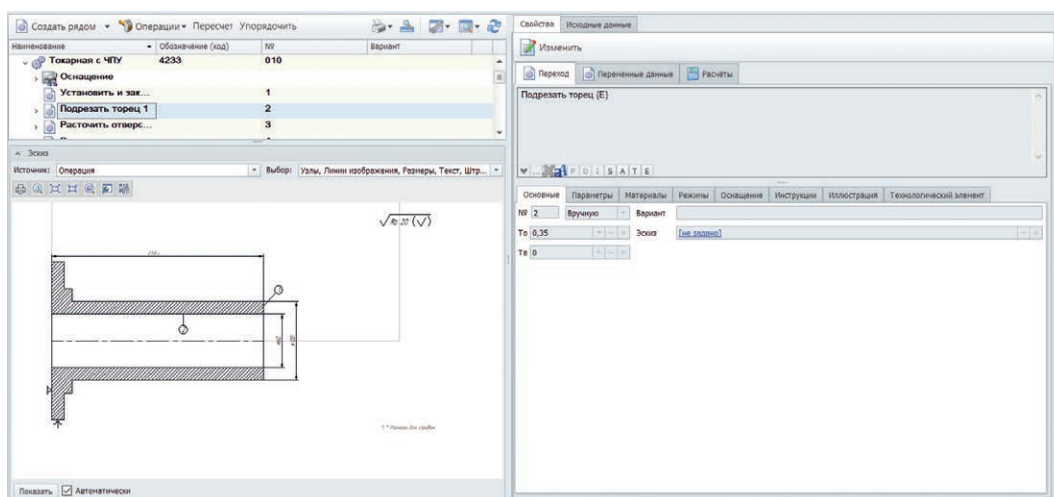 Создать рядом Операции Пересчет Упорядочить
Наименование Обозначение (код) № Вариант
Токарная с ЧПУ 4233 010
Оснащение
Установить и зак... 1
Подрезать торец 1 2
Расточить отверс... 3
Эскиз
Источник: Операция Выбор: Узлы, Линии изображения, Размеры, Текст, Штр...
1
2
Показать Автоматически
Свойства Исходные данные
Изменить
Переход Переменные данные Расчеты
Подрезать торец {E}
P D I S A T E
Основные Параметры Материалы Режимы Оснащение Инструкции Иллюстрация Технологический элемент
№ 2 Вручную Вариант
То 0,35 Эскиз [не задано]
Тв 0